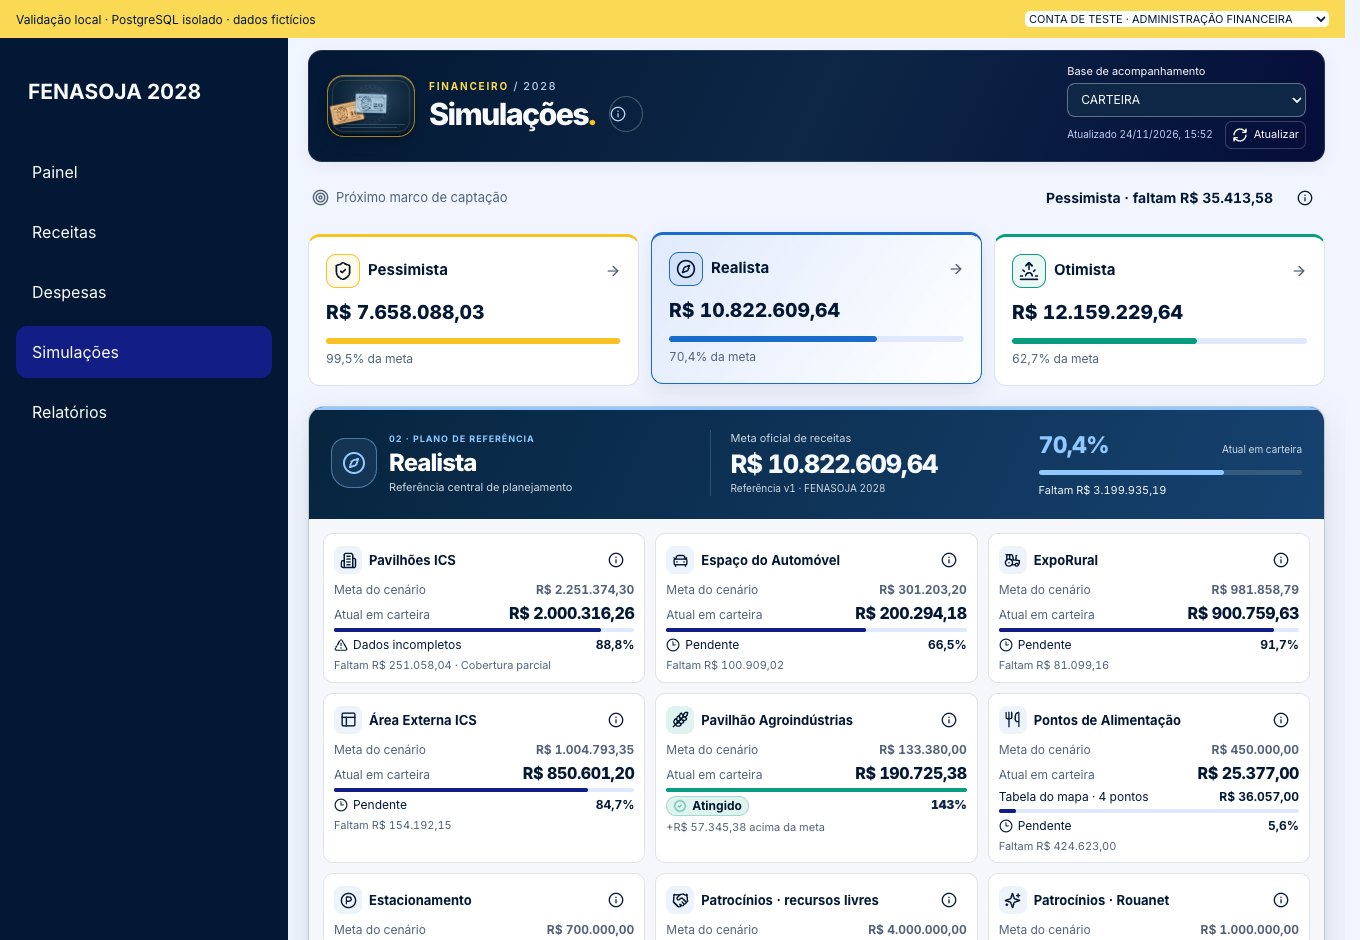 Validação local · PostgreSQL isolado · dados fictícios
CONTA DE TESTE · ADMINISTRAÇÃO FINANCEIRA
FENASOJA 2028
Painel
Receitas
Despesas
Simulações
Relatórios
FINANCEIRO / 2028
Simulações.
Base de acompanhamento
CARTEIRA
Atualizado 24/11/2026, 15:52
Atualizar
Próximo marco de captação
Pessimista · faltam R$ 35.413,58
Pessimista
R$ 7.658.088,03
99,5% da meta
Realista
R$ 10.822.609,64
70,4% da meta
Otimista
R$ 12.159.229,64
62,7% da meta
02 · PLANO DE REFERÊNCIA
Realista
Referência central de planejamento
Meta oficial de receitas
R$ 10.822.609,64
Referência v1 · FENASOJA 2028
70,4%
Atual em carteira
Faltam R$ 3.199.935,19
Pavilhões ICS
Meta do cenário R$ 2.251.374,30
Atual em carteira R$ 2.000.316,26
Dados incompletos 88,8%
Faltam R$ 251.058,04 · Cobertura parcial
Espaço do Automóvel
Meta do cenário R$ 301.203,20
Atual em carteira R$ 200.294,18
Pendente 66,5%
Faltam R$ 100.909,02
ExpoRural
Meta do cenário R$ 981.858,79
Atual em carteira R$ 900.759,63
Pendente 91,7%
Faltam R$ 81.099,16
Área Externa ICS
Meta do cenário R$ 1.004.793,35
Atual em carteira R$ 850.601,20
Pendente 84,7%
Faltam R$ 154.192,15
Pavilhão Agroindústrias
Meta do cenário R$ 133.380,00
Atual em carteira R$ 190.725,38
Atingido 143%
+R$ 57.345,38 acima da meta
Pontos de Alimentação
Meta do cenário R$ 450.000,00
Atual em carteira R$ 25.377,00
Tabela do mapa · 4 pontos R$ 36.057,00
Pendente 5,6%
Faltam R$ 424.623,00
Estacionamento
Meta do cenário R$ 700.000,00
Patrocínios · recursos livres
Meta do cenário R$ 4.000.000,00
Patrocínios · Rouanet
Meta do cenário R$ 1.000.000,00